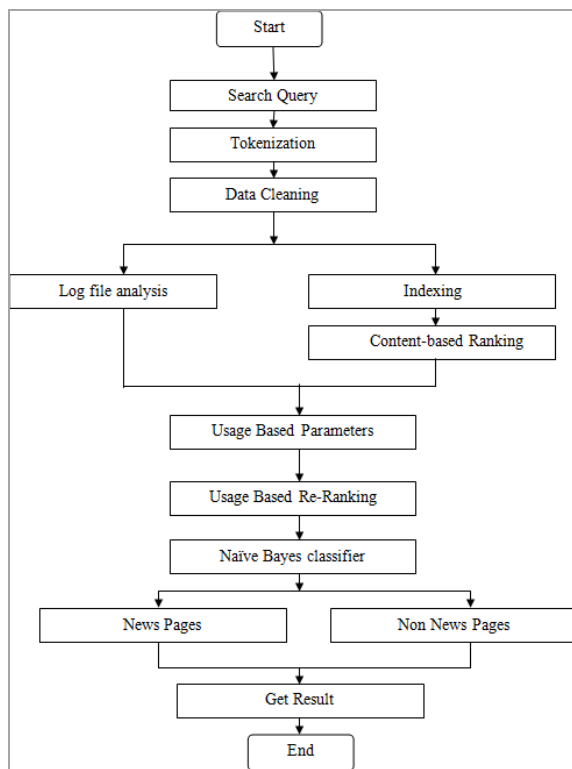 Start
Search Query
Tokenization
Data Cleaning
Log file analysis
Indexing
Content-based Ranking
Usage Based Parameters
Usage Based Re-Ranking
Naïve Bayes classifier
News Pages
Non News Pages
Get Result
End